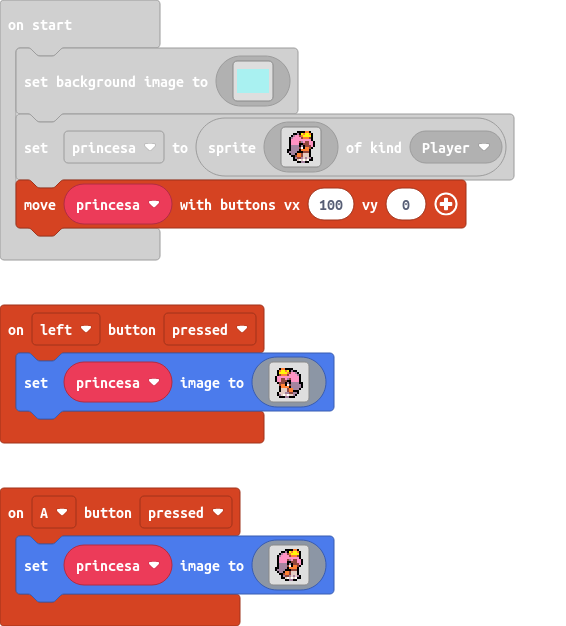 on start
set background image to
set princesa to sprite of kind Player
move princesa with buttons vx 100 vy 0
on left button pressed
set princesa image to
on A button pressed
set princesa image to